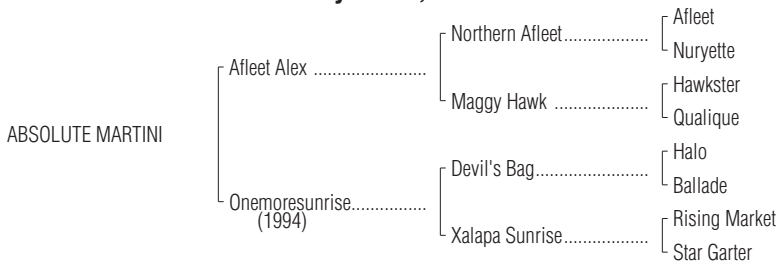 Afleet
Northern Afleet....................
Nuryette
Afleet Alex ........................
Hawkster
Maggy Hawk ......................
Qualique
ABSOLUTE MARTINI
Halo
Devil's Bag...........................
Ballade
Onemoresunrise................
(1994)
Rising Market
Xalapa Sunrise....................
Star Garter